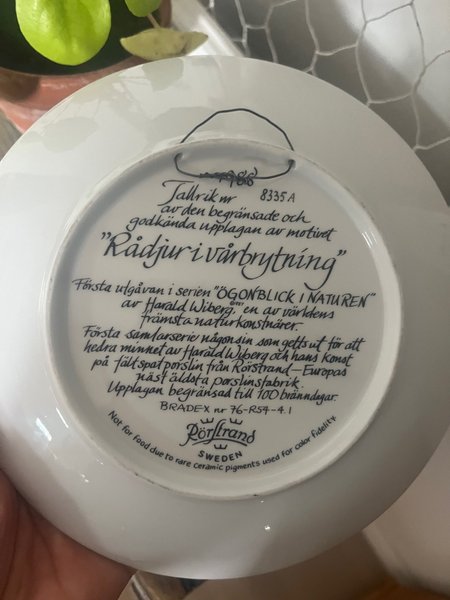 1988
Tallrik nr 8335 A
av den begränsade och
godkända upplagan av motivet
"Rådjur i vårbrytning"
Första utgåvan i serien "ÖGONBLICK I NATUREN"
av Harald Wiberg, en av världens
främsta naturkonstnärer.
Första samlarserie någonsin som getts ut för att
hedra minnet av Harald Wiberg och hans konst
på fältspatporslin från Rörstrand – Europas
näst äldsta porslinsfabrik.
Upplagan begränsad till 100 bränndagar.
BRADEX nr 76-R54-4.1
Rörstrand
SWEDEN
Not for food due to rare ceramic pigments used for color fidelity.